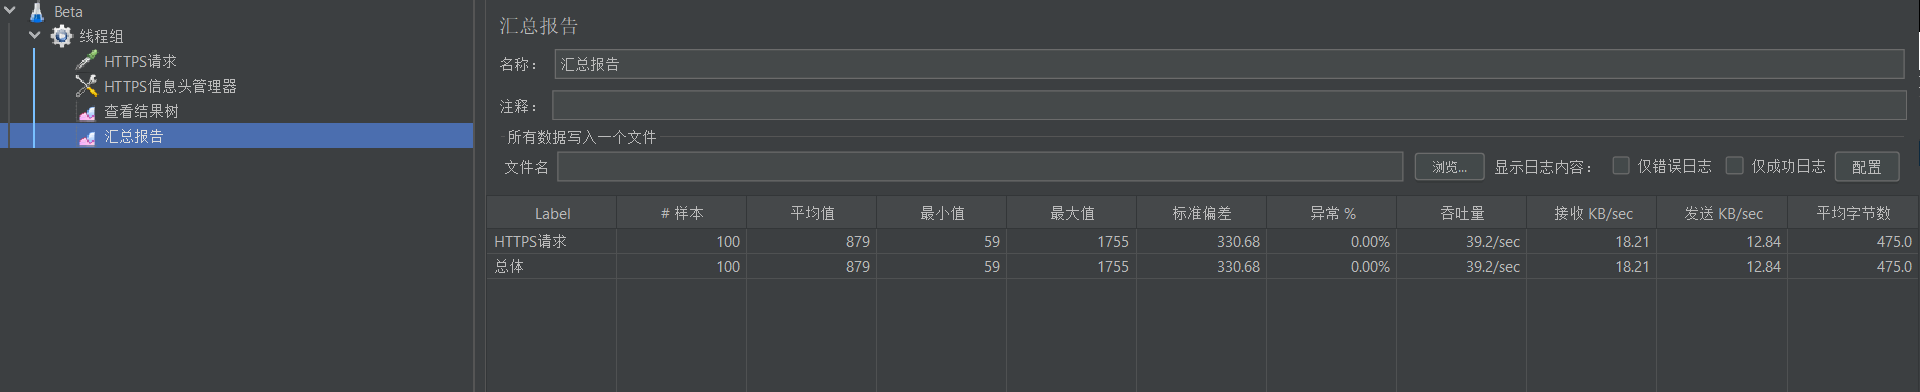 Beta
线程组
HTTPS请求
HTTPS信息头管理器
查看结果树
汇总报告
汇总报告
名称： 汇总报告
注释：
所有数据写入一个文件
文件名 浏览... 显示日志内容： 仅错误日志 仅成功日志 配置
Label # 样本 平均值 最小值 最大值 标准偏差 异常 % 吞吐量 接收 KB/sec 发送 KB/sec 平均字节数
HTTPS请求 100 879 59 1755 330.68 0.00% 39.2/sec 18.21 12.84 475.0
总体 100 879 59 1755 330.68 0.00% 39.2/sec 18.21 12.84 475.0